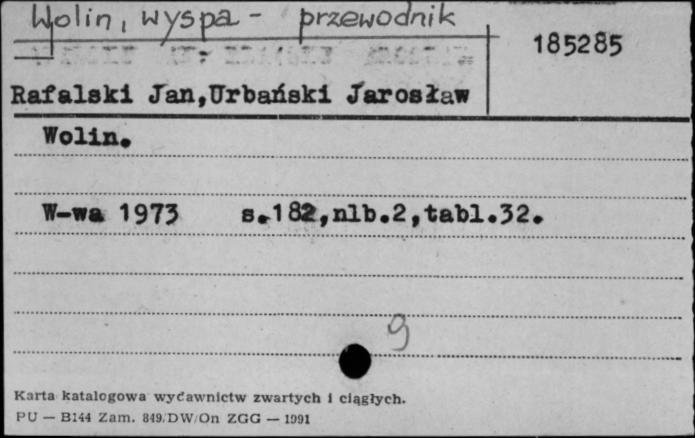 Wolin, wyspa - przewodnik
185285
Rafalski Jan,Urbański Jarosław
Wolin.
W-wa 1973 s.182,nlb.2,tabl.32.
9
Karta katalogowa wydawnictw zwartych i ciągłych.
PU — B144 Zam. 849/DW/On ZGG — 1991